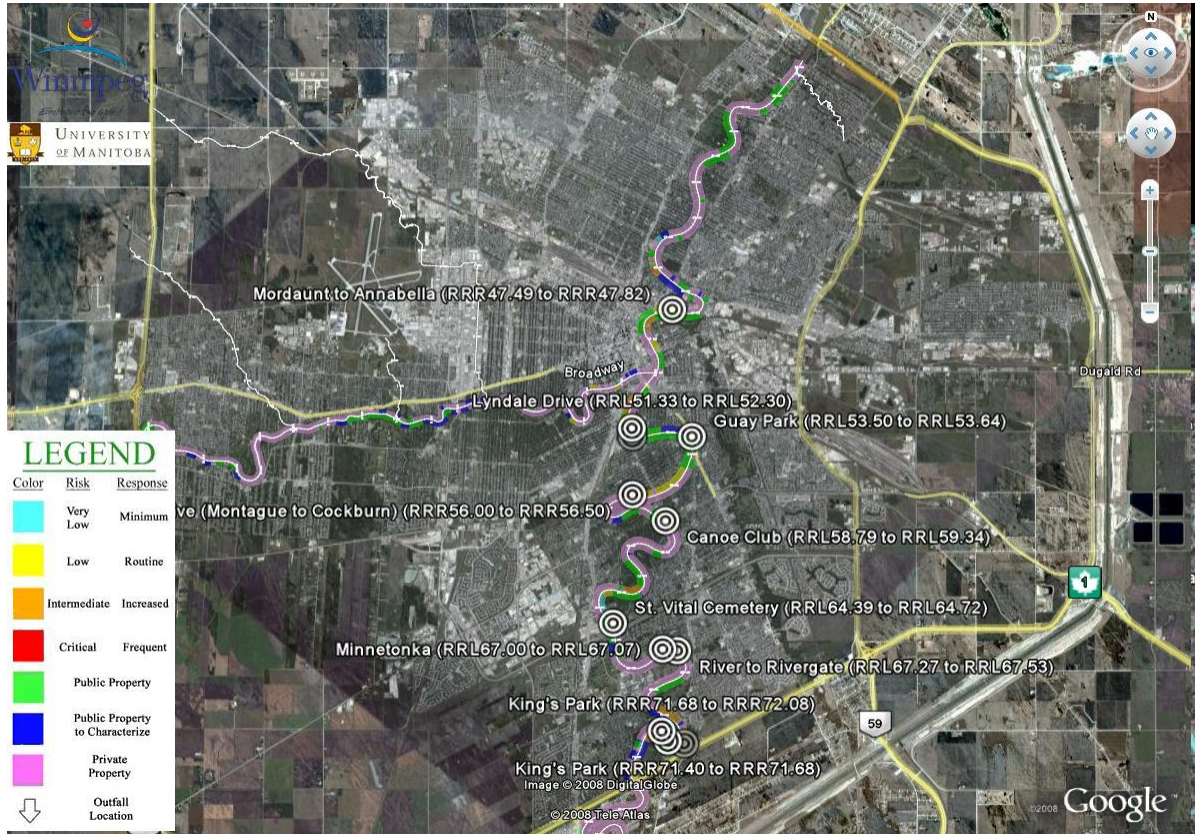 N
Winnipeg
UNIVERSITY
OF MANITOBA
Mordaunt to Annabella (RRR47.49 to RRR47.82)
Broadway
Dugald Rd
Lyndale Drive (RRL51.33 to RRL52.30)
Guay Park (RRL53.50 to RRL53.64)
ve (Montague to Cockburn) (RRR56.00 to RRR56.50)
Canoe Club (RRL58.79 to RRL59.34)
1
St. Vital Cemetery (RRL64.39 to RRL64.72)
Minnetonka (RRL67.00 to RRL67.07)
River to Rivergate (RRL67.27 to RRL67.53)
King's Park (RRR71.68 to RRR72.08)
59
King's Park (RRR71.40 to RRR71.68)
Image © 2008 DigitalGlobe
© 2008 Tele Atlas
©2008 Google™
LEGEND
Color Risk Response
Very Low Minimum
Low Routine
Intermediate Increased
Critical Frequent
Public Property
Public Property
to Characterize
Private
Property
Outfall
Location